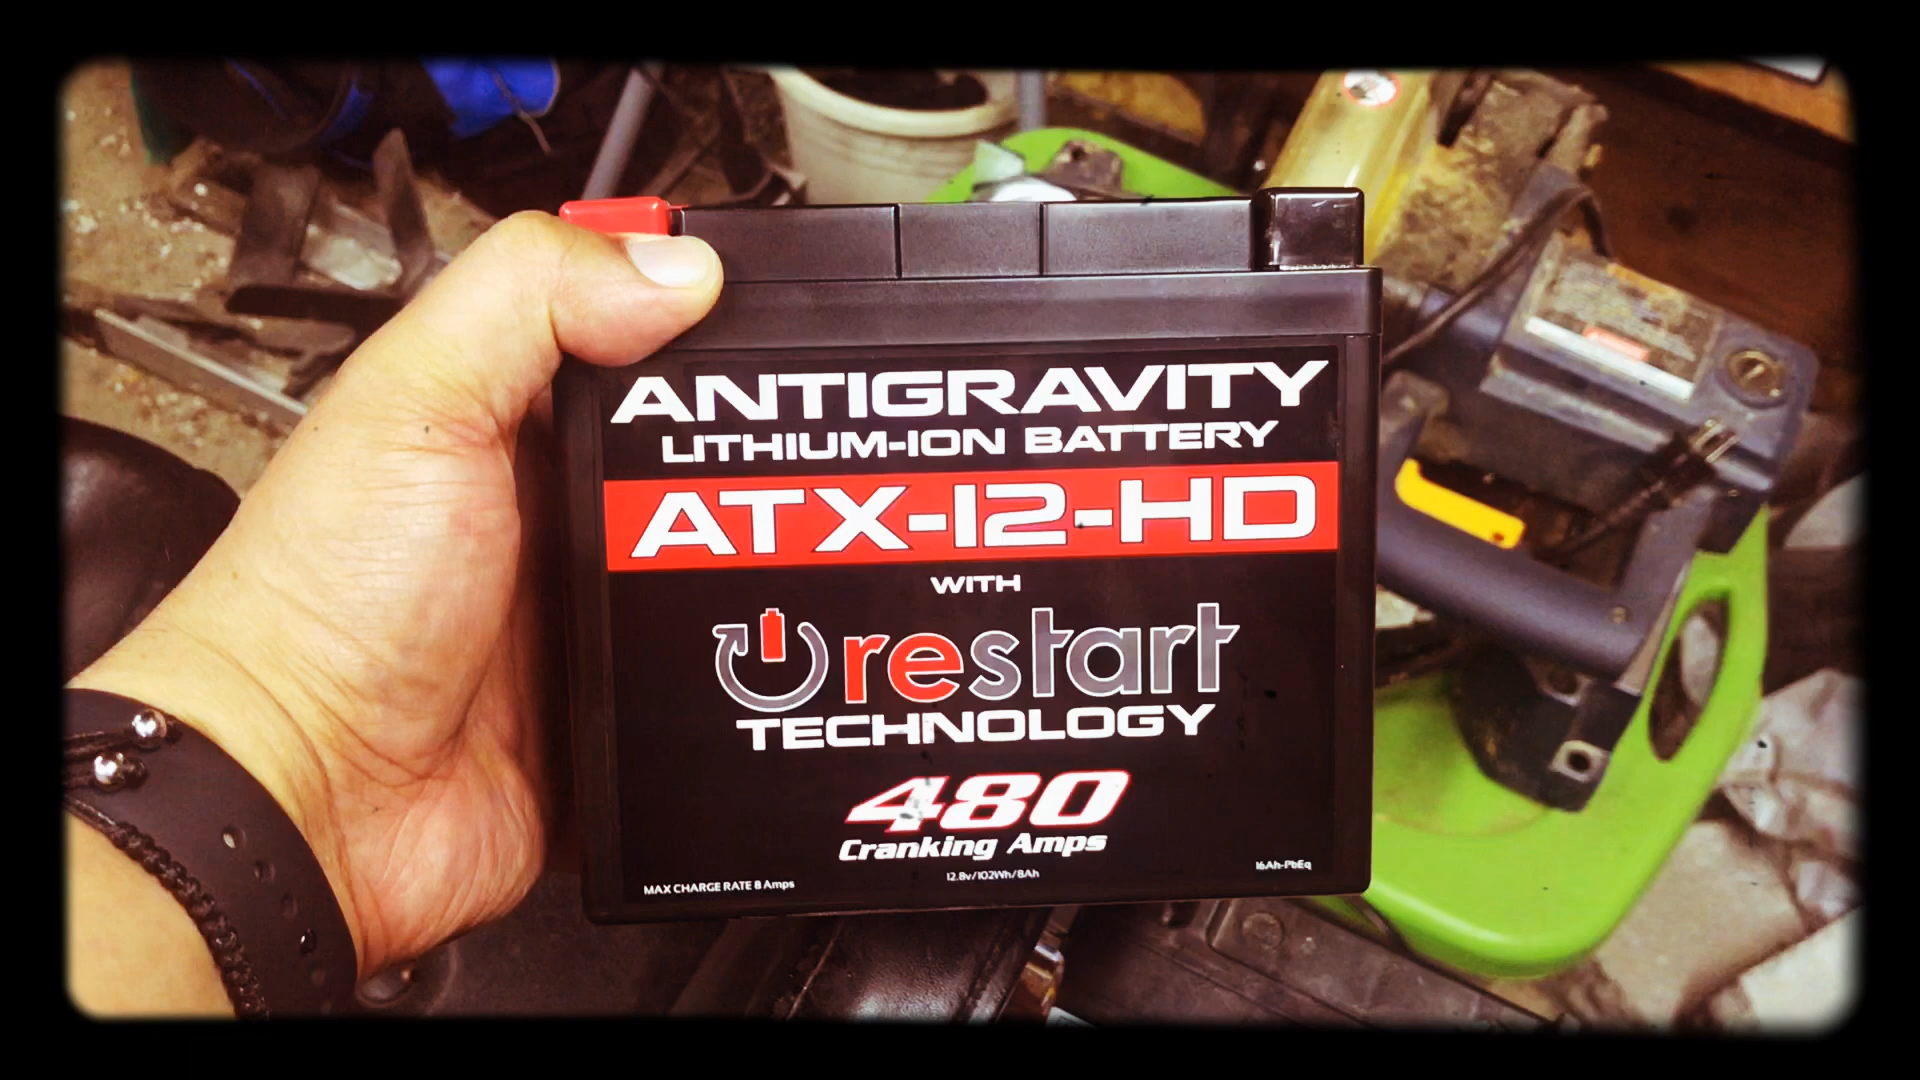 ANTIGRAVITY
LITHIUM-ION BATTERY
ATX-12-HD
WITH
restart
TECHNOLOGY
480
Cranking Amps
MAX CHARGE RATE 8 Amps
12.8v/102Wh/8Ah
16Ah-PbEq